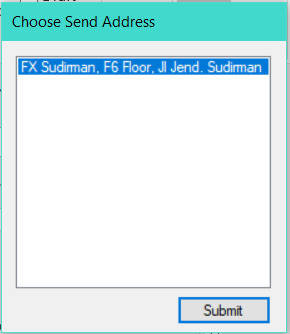 Choose Send Address
FX Sudirman, F6 Floor, Jl Jend. Sudirman
Submit